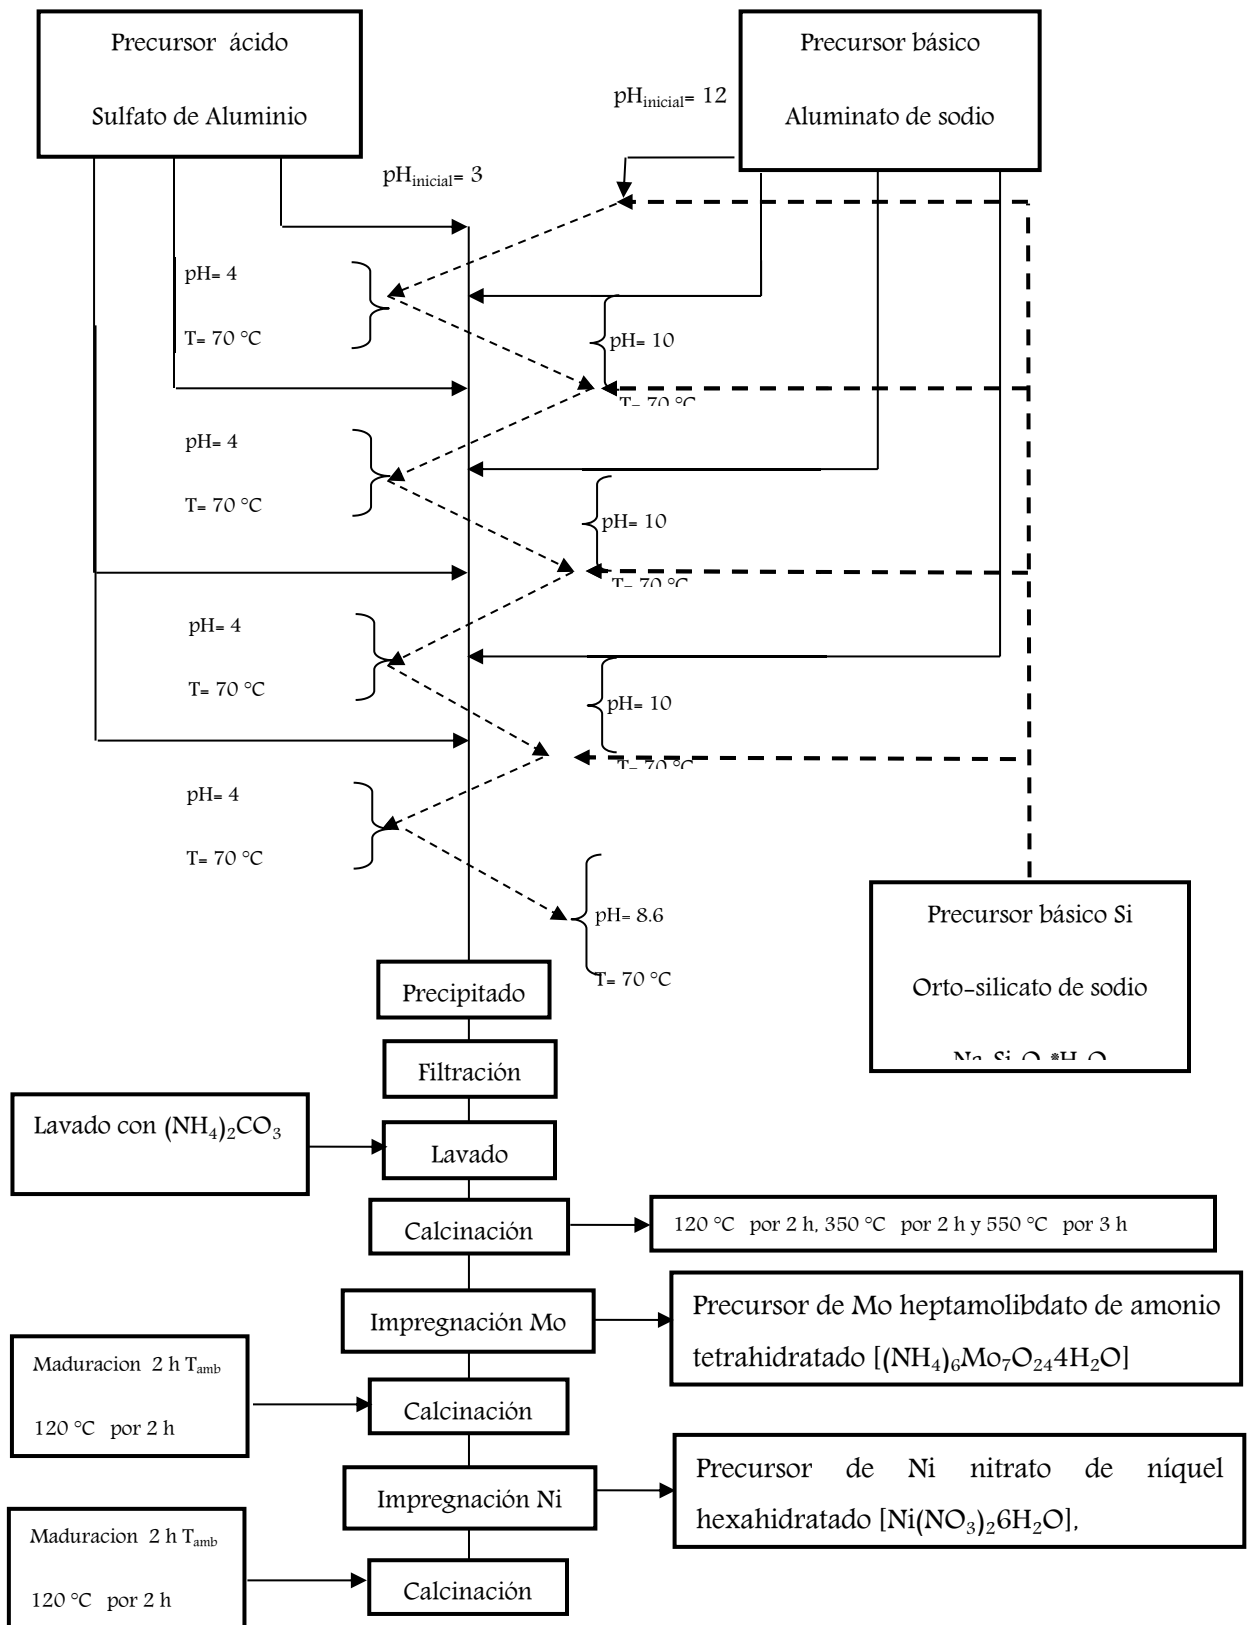 Precursor ácido
Sulfato de Aluminio
Precursor básico
Aluminato de sodio
pHinicial= 12
pHinicial= 3
pH= 4
T= 70 °C
pH= 10
T= 70 °C
pH= 4
T= 70 °C
pH= 10
T= 70 °C
pH= 4
T= 70 °C
pH= 10
T= 70 °C
pH= 4
T= 70 °C
pH= 8.6
T= 70 °C
Precursor básico Si
Orto-silicato de sodio
Precipitado
Filtración
Lavado con (NH₄)₂CO₃
Lavado
Calcinación
120 °C por 2 h, 350 °C por 2 h y 550 °C por 3 h
Impregnación Mo
Precursor de Mo heptamolibdato de amonio
tetrahidratado [(NH₄)₆Mo₇O₂₄4H₂O]
Maduracion 2 h Tamb
120 °C por 2 h
Calcinación
Impregnación Ni
Precursor de Ni nitrato de níquel
hexahidratado [Ni(NO₃)₂6H₂O],
Maduracion 2 h Tamb
120 °C por 2 h
Calcinación